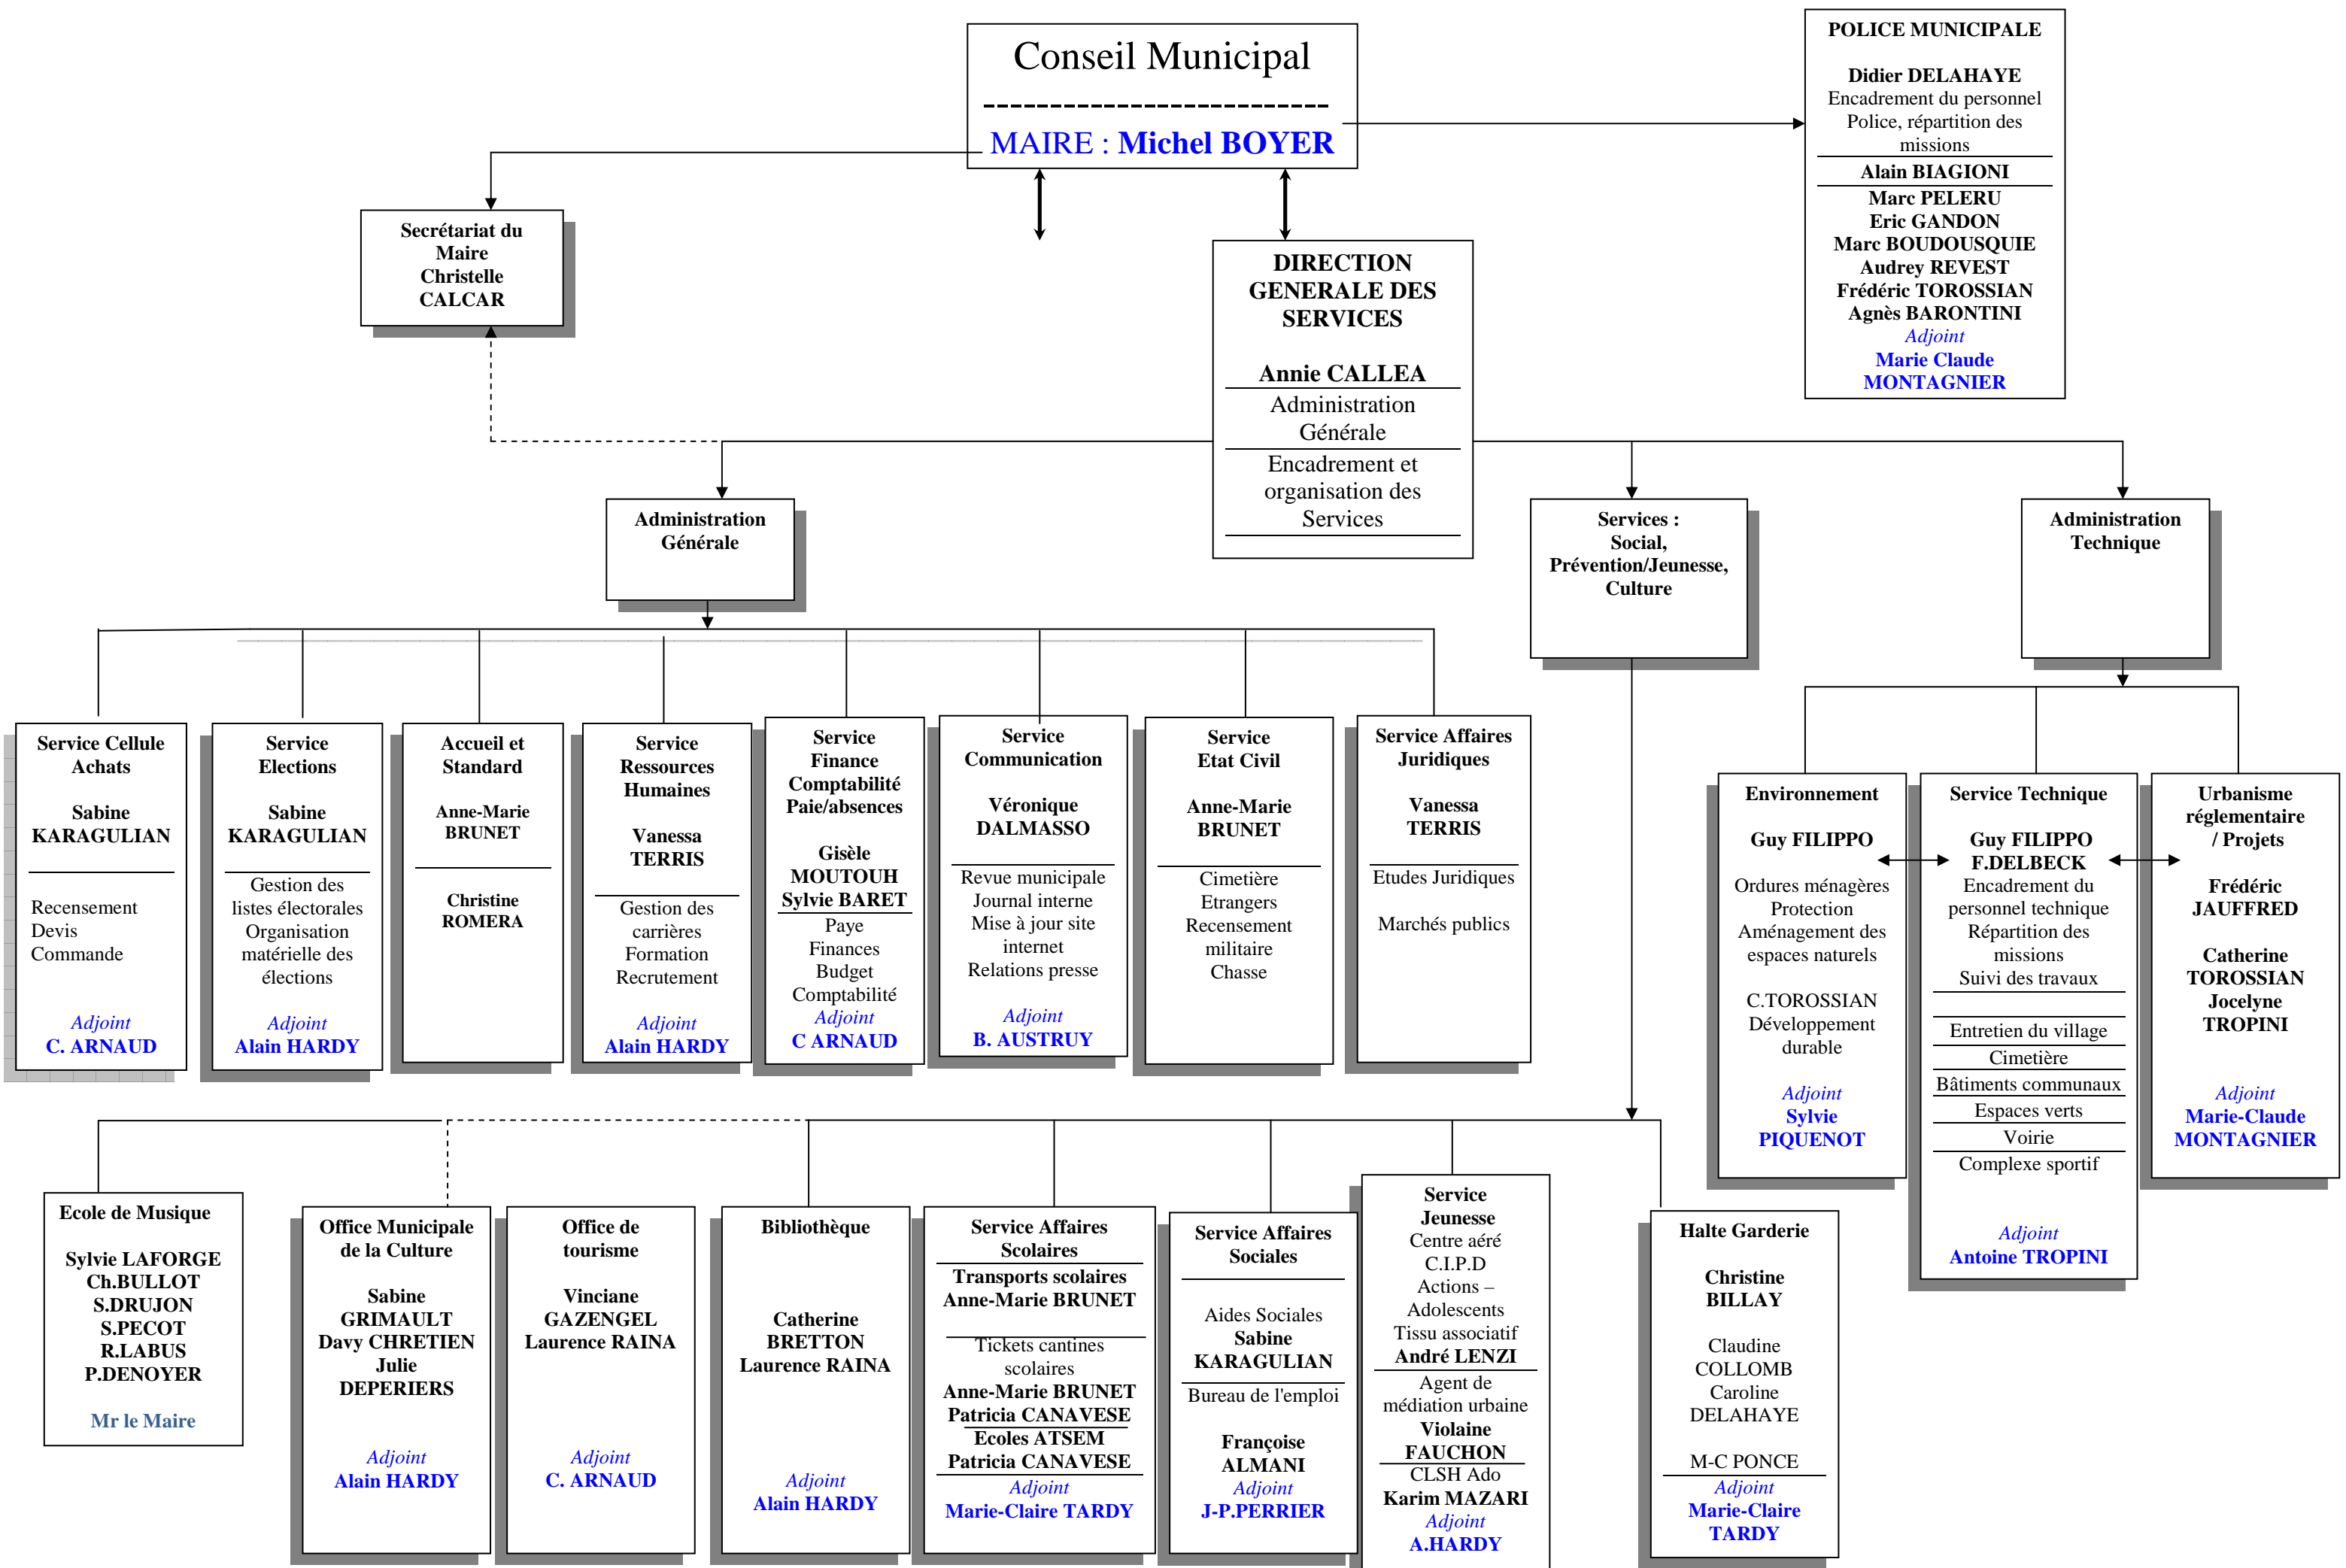 Conseil Municipal
--------------------------
MAIRE : Michel BOYER
POLICE MUNICIPALE
Didier DELAHAYE
Encadrement du personnel
Police, répartition des
missions
Alain BIAGIONI
Marc PELERU
Eric GANDON
Marc BOUDOUSQUIE
Audrey REVEST
Frédéric TOROSSIAN
Agnès BARONTINI
Adjoint
Marie Claude
MONTAGNIER
Secrétariat du
Maire
Christelle
CALCAR
DIRECTION
GENERALE DES
SERVICES
Annie CALLEA
Administration
Générale
Encadrement et
organisation des
Services
Administration
Générale
Services :
Social,
Prévention/Jeunesse,
Culture
Administration
Technique
Service Cellule
Achats
Sabine
KARAGULIAN
Recensement
Devis
Commande
Adjoint
C. ARNAUD
Service
Elections
Sabine
KARAGULIAN
Gestion des
listes électorales
Organisation
matérielle des
élections
Adjoint
Alain HARDY
Accueil et
Standard
Anne-Marie
BRUNET
Christine
ROMERA
Service
Ressources
Humaines
Vanessa
TERRIS
Gestion des
carrières
Formation
Recrutement
Adjoint
Alain HARDY
Service
Finance
Comptabilité
Paie/absences
Gisèle
MOUTOUH
Sylvie BARET
Paye
Finances
Budget
Comptabilité
Adjoint
C ARNAUD
Service
Communication
Véronique
DALMASSO
Revue municipale
Journal interne
Mise à jour site
internet
Relations presse
Adjoint
B. AUSTRUY
Service
Etat Civil
Anne-Marie
BRUNET
Cimetière
Etrangers
Recensement
militaire
Chasse
Service Affaires
Juridiques
Vanessa
TERRIS
Etudes Juridiques
Marchés publics
Environnement
Guy FILIPPO
Ordures ménagères
Protection
Aménagement des
espaces naturels
C.TOROSSIAN
Développement
durable
Adjoint
Sylvie
PIQUENOT
Service Technique
Guy FILIPPO
F.DELBECK
Encadrement du
personnel technique
Répartition des
missions
Suivi des travaux
Entretien du village
Cimetière
Bâtiments communaux
Espaces verts
Voirie
Complexe sportif
Adjoint
Antoine TROPINI
Urbanisme
réglementaire
/ Projets
Frédéric
JAUFFRED
Catherine
TOROSSIAN
Jocelyne
TROPINI
Adjoint
Marie-Claude
MONTAGNIER
Ecole de Musique
Sylvie LAFORGE
Ch.BULLOT
S.DRUJON
S.PECOT
R.LABUS
P.DENOYER
Mr le Maire
Office Municipale
de la Culture
Sabine
GRIMAULT
Davy CHRETIEN
Julie
DEPERIERS
Adjoint
Alain HARDY
Office de
tourisme
Vinciane
GAZENGEL
Laurence RAINA
Adjoint
C. ARNAUD
Bibliothèque
Catherine
BRETTON
Laurence RAINA
Adjoint
Alain HARDY
Service Affaires
Scolaires
Transports scolaires
Anne-Marie BRUNET
Tickets cantines
scolaires
Anne-Marie BRUNET
Patricia CANAVESE
Ecoles ATSEM
Patricia CANAVESE
Adjoint
Marie-Claire TARDY
Service Affaires
Sociales
Aides Sociales
Sabine
KARAGULIAN
Bureau de l'emploi
Françoise
ALMANI
Adjoint
J-P.PERRIER
Service
Jeunesse
Centre aéré
C.I.P.D
Actions –
Adolescents
Tissu associatif
André LENZI
Agent de
médiation urbaine
Violaine
FAUCHON
CLSH Ado
Karim MAZARI
Adjoint
A.HARDY
Halte Garderie
Christine
BILLAY
Claudine
COLLOMB
Caroline
DELAHAYE
M-C PONCE
Adjoint
Marie-Claire
TARDY